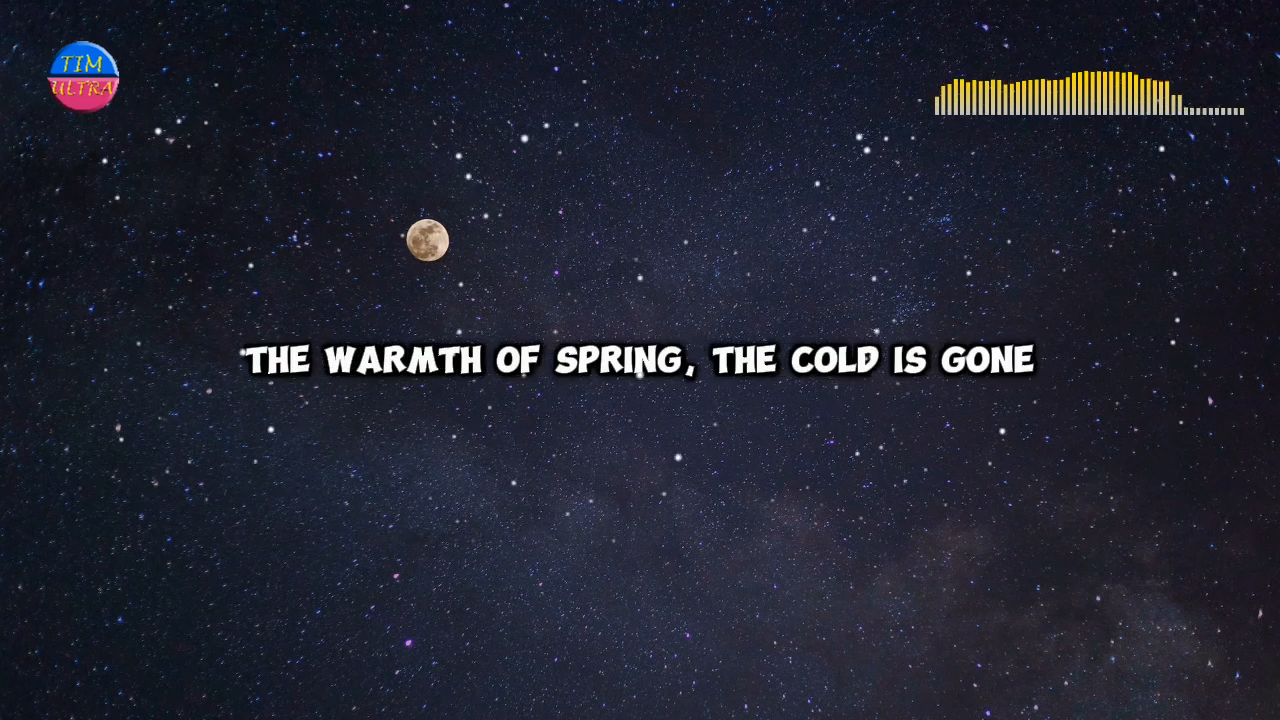 TIM
ULTRA
THE WARMTH OF SPRING, THE COLD IS GONE